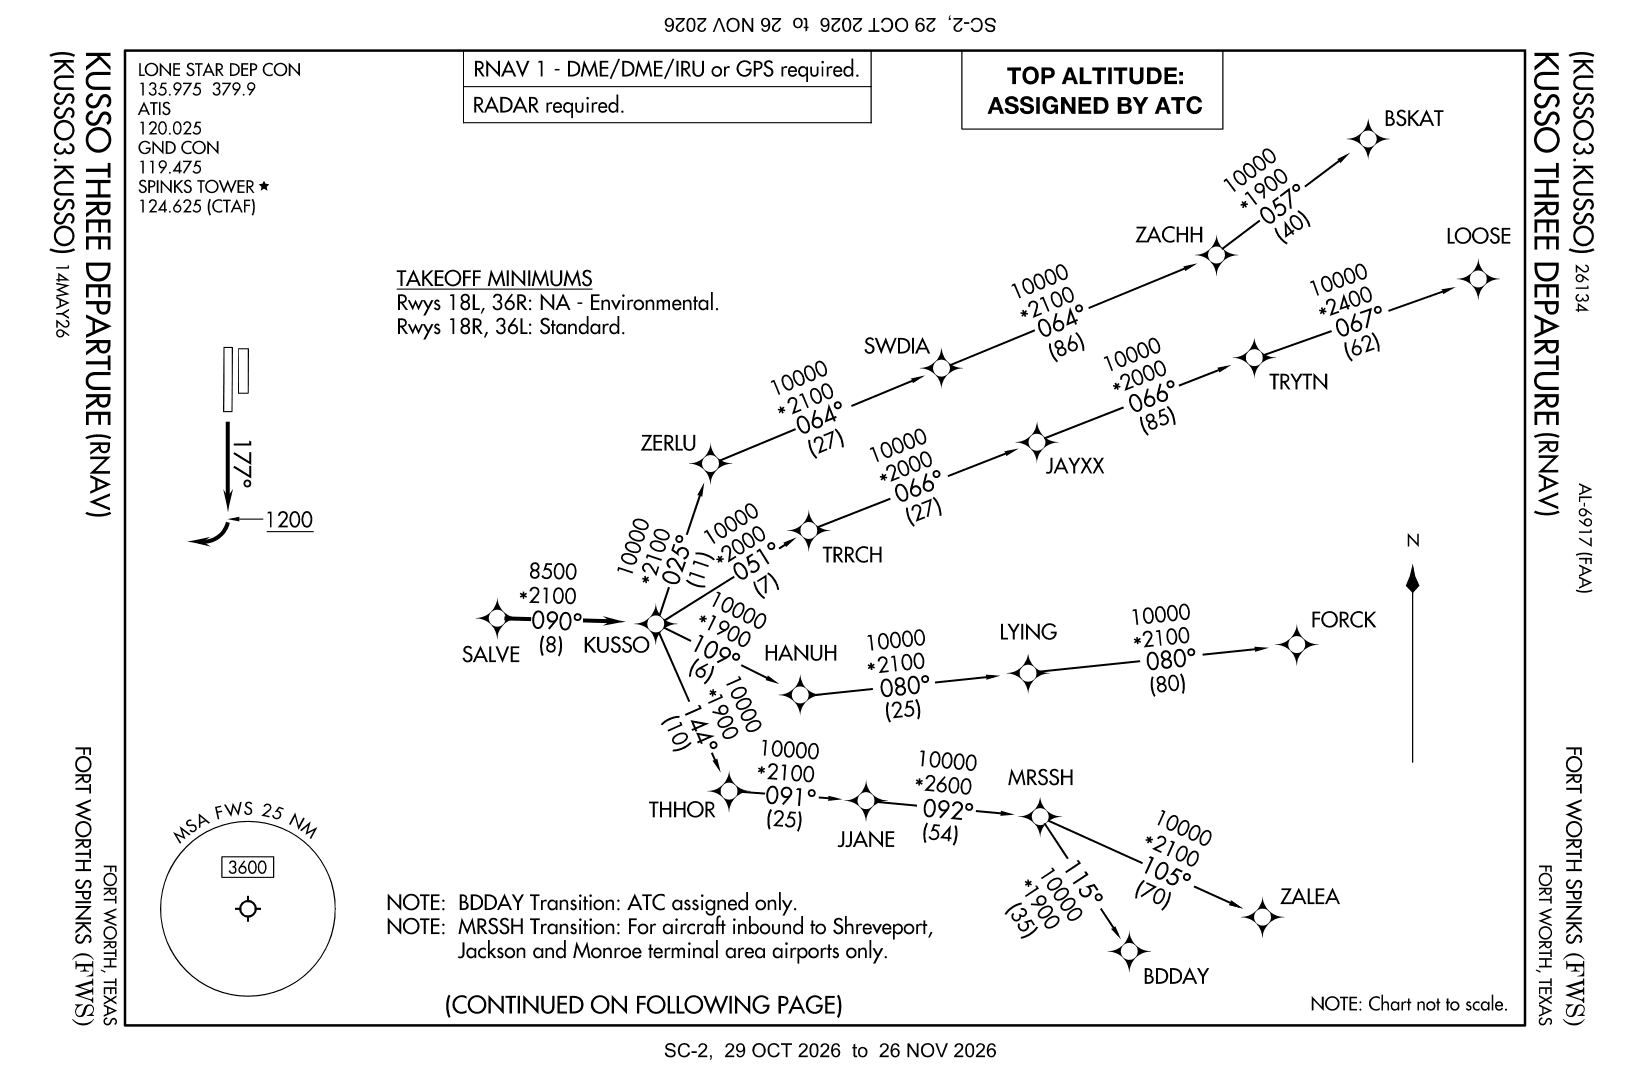 SC-2, 29 OCT 2026 to 26 NOV 2026
(KUSSO3.KUSSO) 14MAY26
KUSSO THREE DEPARTURE (RNAV)
FORT WORTH SPINKS (FWS)
FORT WORTH, TEXAS
LONE STAR DEP CON
135.975 379.9
ATIS
120.025
GND CON
119.475
SPINKS TOWER ★
124.625 (CTAF)
RNAV 1 - DME/DME/IRU or GPS required.
RADAR required.
TOP ALTITUDE:
ASSIGNED BY ATC
TAKEOFF MINIMUMS
Rwys 18L, 36R: NA - Environmental.
Rwys 18R, 36L: Standard.
177°
1200
BSKAT
10000
*1900
057°
(40)
ZACHH
LOOSE
10000
*2100
064°
(86)
10000
*2400
067°
(62)
SWDIA
TRYTN
10000
*2100
064°
(27)
10000
*2000
066°
(85)
ZERLU
JAYXX
10000
*2000
066°
(27)
10000
*2100
025°
(11)
10000
*2000
051°
(7)
TRRCH
8500
*2100
090°
(8)
SALVE
KUSSO
10000
*1900
109°
(6)
HANUH
10000
*2100
080°
(25)
LYING
10000
*2100
080°
(80)
FORCK
N
10000
*1900
144°
(10)
THHOR
10000
*2100
091°
(25)
JJANE
10000
*2600
092°
(54)
MRSSH
10000
*2100
105°
(70)
ZALEA
115°
10000
*1900
(35)
BDDAY
MSA FWS 25 NM
3600
NOTE: BDDAY Transition: ATC assigned only.
NOTE: MRSSH Transition: For aircraft inbound to Shreveport,
Jackson and Monroe terminal area airports only.
(CONTINUED ON FOLLOWING PAGE)
NOTE: Chart not to scale.
KUSSO THREE DEPARTURE (RNAV)
(KUSSO3.KUSSO) 26134
AL-6917 (FAA)
FORT WORTH SPINKS (FWS)
FORT WORTH, TEXAS
SC-2, 29 OCT 2026 to 26 NOV 2026